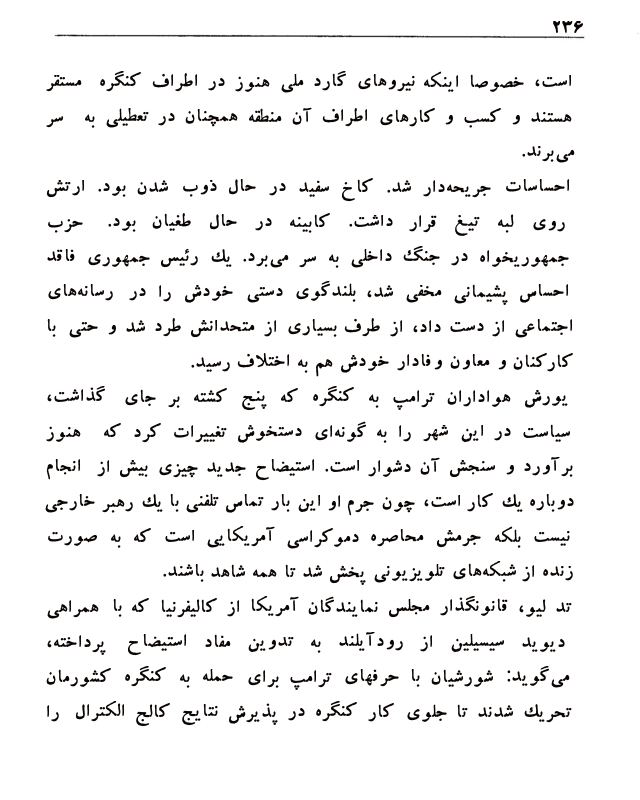 ۲۳۶
است، خصوصا اینکه نیروهای گارد ملی هنوز در اطراف کنگره مستقر
هستند و کسب و کارهای اطراف آن منطقه همچنان در تعطیلی به سر
می‌برند.
احساسات جریحه‌دار شد. کاخ سفید در حال ذوب شدن بود. ارتش
روی لبه تیغ قرار داشت. کابینه در حال طغیان بود. حزب
جمهوریخواه در جنگ داخلی به سر می‌برد. یك رئیس جمهوری فاقد
احساس پشیمانی مخفی شد، بلندگوی دستی خودش را در رسانه‌های
اجتماعی از دست داد، از طرف بسیاری از متحدانش طرد شد و حتی با
کارکنان و معاون وفادار خودش هم به اختلاف رسید.
یورش هواداران ترامپ به کنگره که پنج کشته بر جای گذاشت،
سیاست در این شهر را به گونه‌ای دستخوش تغییرات کرد که هنوز
برآورد و سنجش آن دشوار است. استیضاح جدید چیزی بیش از انجام
دوباره یك کار است، چون جرم او این بار تماس تلفنی با یك رهبر خارجی
نیست بلکه جرمش محاصره دموکراسی آمریکایی است که به صورت
زنده از شبکه‌های تلویزیونی پخش شد تا همه شاهد باشند.
تد لیو، قانونگذار مجلس نمایندگان آمریکا از کالیفرنیا که با همراهی
دیوید سیسیلین از رودآیلند به تدوین مفاد استیضاح پرداخته،
می‌گوید: شورشیان با حرفهای ترامپ برای حمله به کنگره کشورمان
تحریك شدند تا جلوی کار کنگره در پذیرش نتایج کالج الکترال را